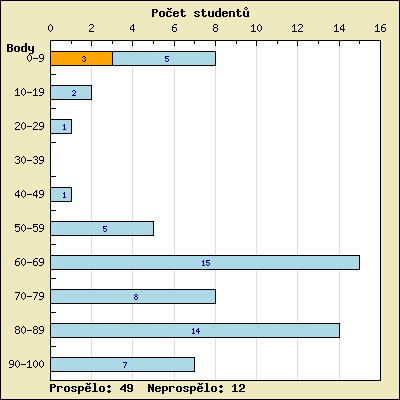 Počet studentů
0 2 4 6 8 10 12 14 16
Body
0-9 3 5
10-19 2
20-29 1
30-39
40-49 1
50-59 5
60-69 15
70-79 8
80-89 14
90-100 7
Prospělo: 49 Neprospělo: 12